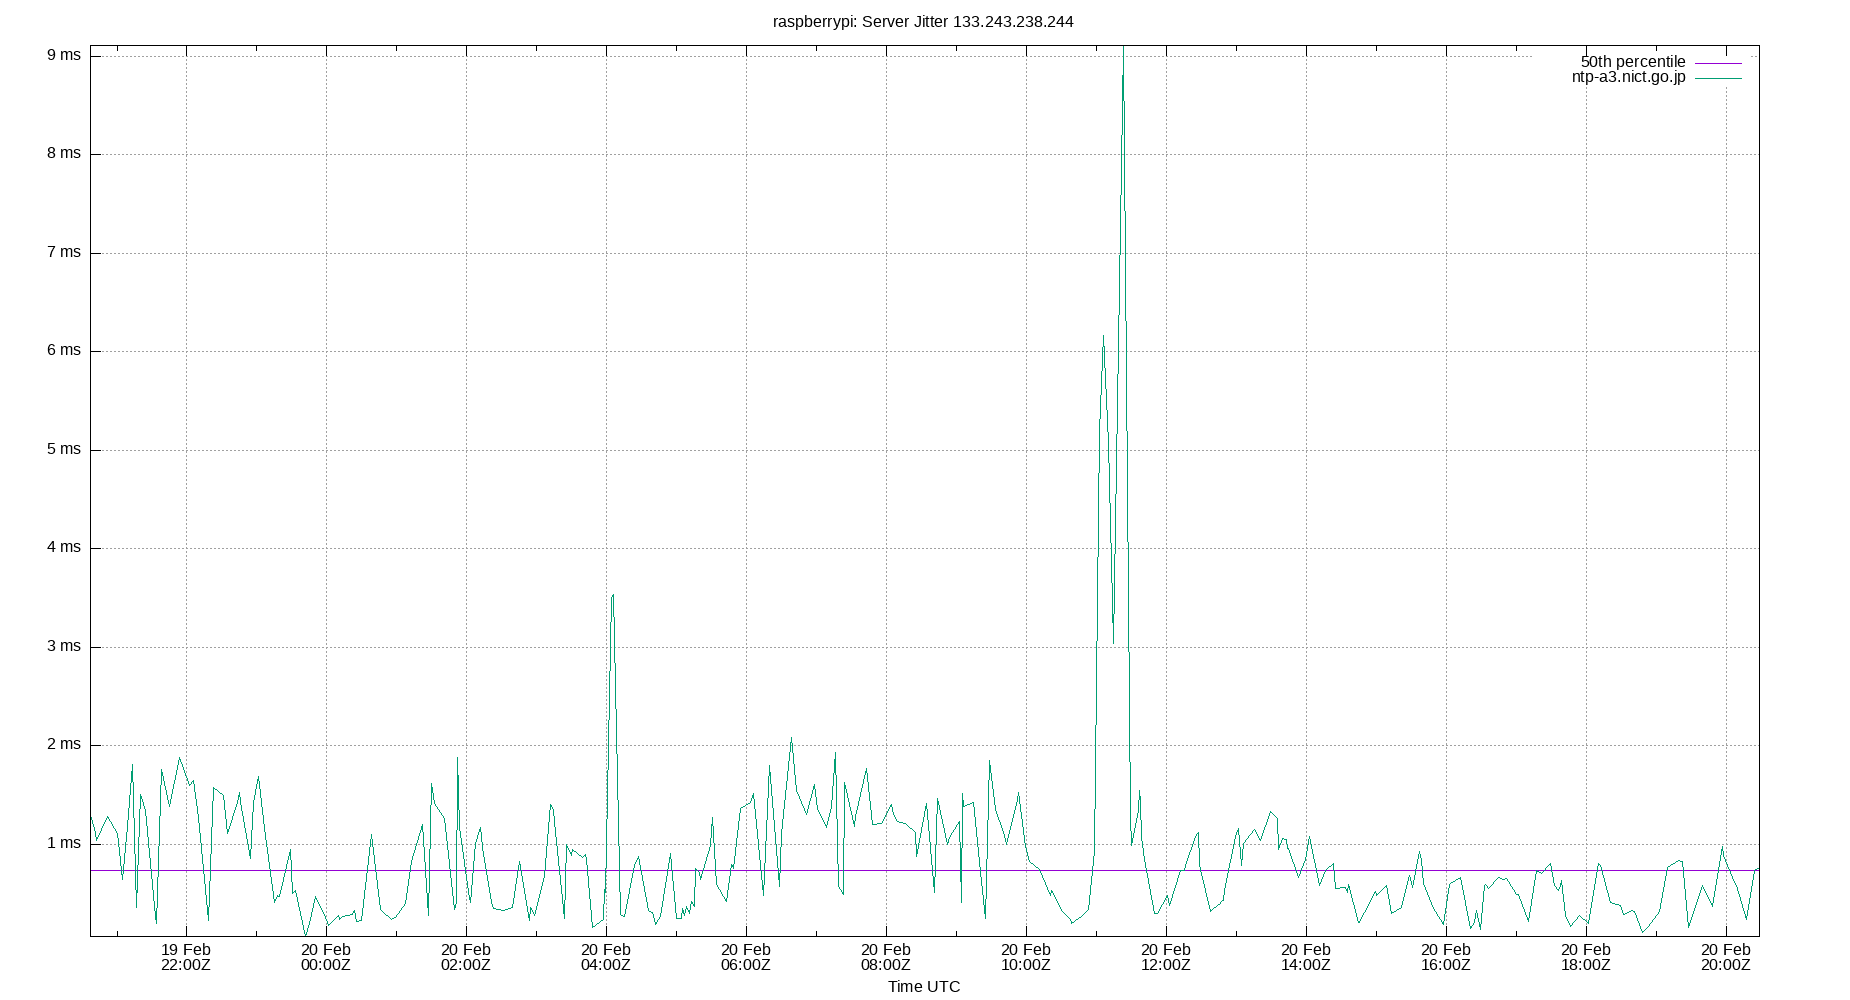 raspberrypi: Server Jitter 133.243.238.244
50th percentile
ntp-a3.nict.go.jp
9 ms
8 ms
7 ms
6 ms
5 ms
4 ms
3 ms
2 ms
1 ms
19 Feb 20 Feb 20 Feb 20 Feb 20 Feb 20 Feb 20 Feb 20 Feb 20 Feb 20 Feb 20 Feb 20 Feb
22:00Z 00:00Z 02:00Z 04:00Z 06:00Z 08:00Z 10:00Z 12:00Z 14:00Z 16:00Z 18:00Z 20:00Z
Time UTC